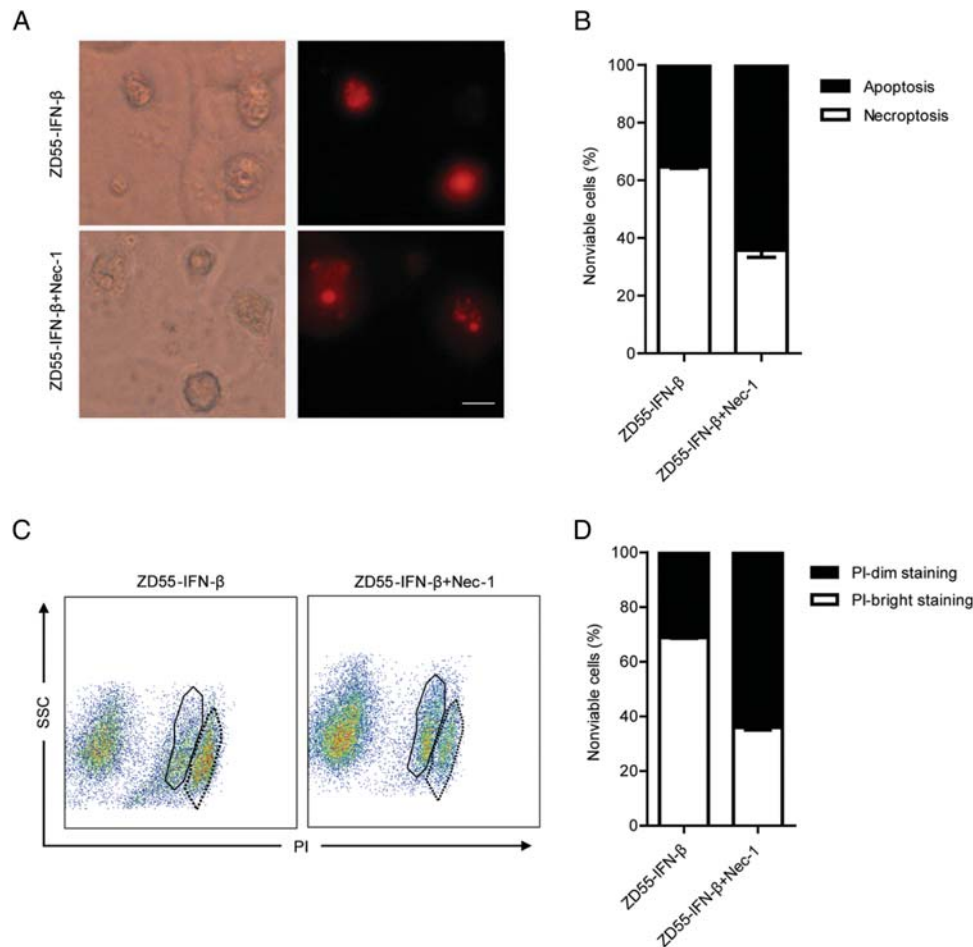 A
ZD55-IFN-β
ZD55-IFN-β+Nec-1
B
Nonviable cells (%)
100
80
60
40
20
0
ZD55-IFN-β
ZD55-IFN-β+Nec-1
Apoptosis
Necroptosis
C
ZD55-IFN-β
ZD55-IFN-β+Nec-1
SSC
PI
D
Nonviable cells (%)
100
80
60
40
20
0
ZD55-IFN-β
ZD55-IFN-β+Nec-1
PI-dim staining
PI-bright staining